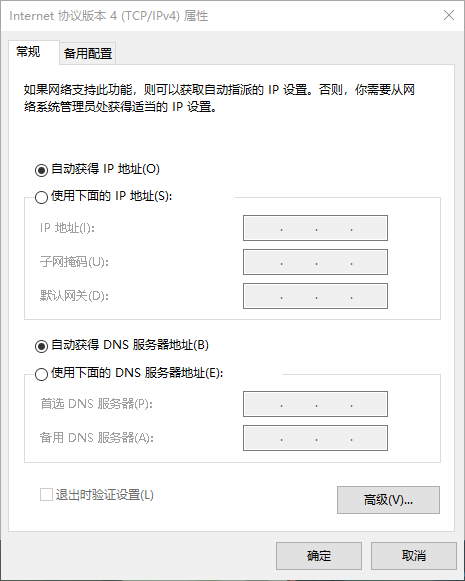 Internet 协议版本 4 (TCP/IPv4) 属性
常规
备用配置
如果网络支持此功能，则可以获取自动指派的 IP 设置。否则，你需要从网
络系统管理员处获得适当的 IP 设置。
自动获得 IP 地址(O)
使用下面的 IP 地址(S):
IP 地址(I):
子网掩码(U):
默认网关(D):
自动获得 DNS 服务器地址(B)
使用下面的 DNS 服务器地址(E):
首选 DNS 服务器(P):
备用 DNS 服务器(A):
退出时验证设置(L)
高级(V)...
确定
取消